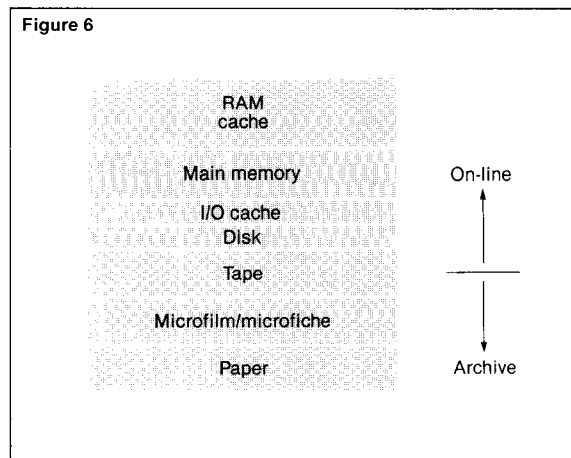 Figure 6
RAM
cache
Main memory
On-line
I/O cache
Disk
Tape
Microfilm/microfiche
Paper
Archive